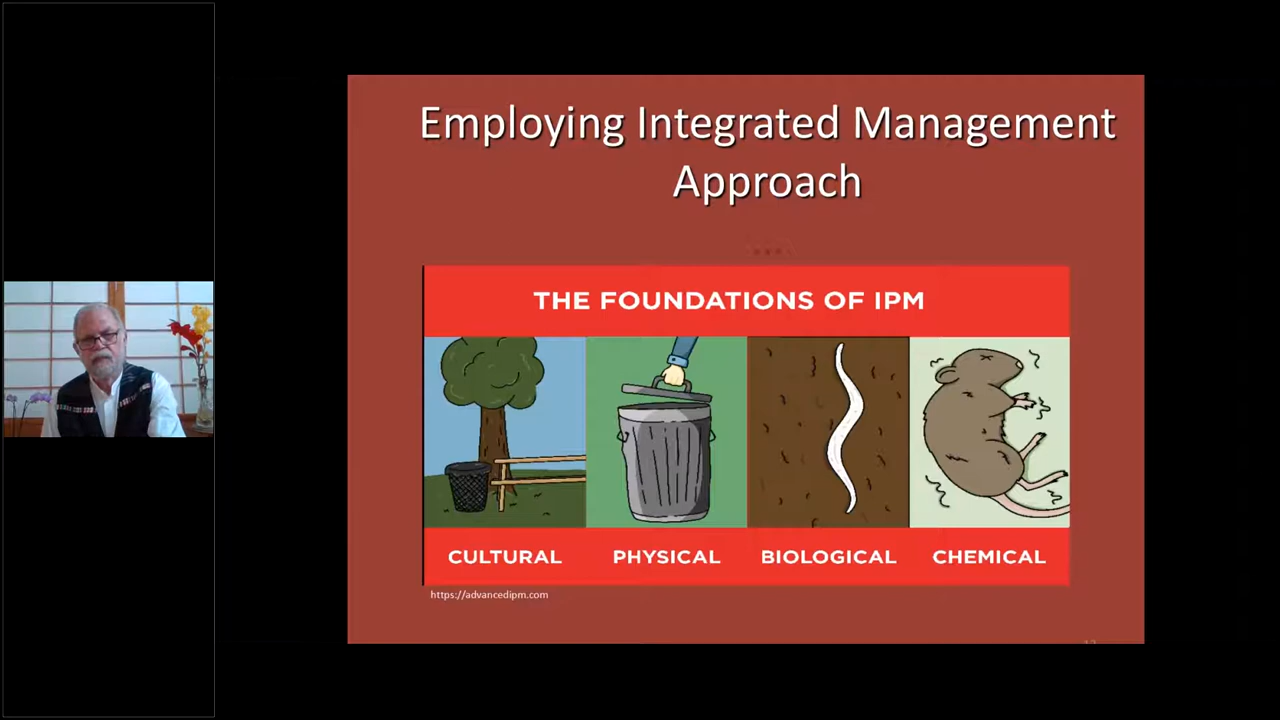 Employing Integrated Management
Approach
THE FOUNDATIONS OF IPM
CULTURAL PHYSICAL BIOLOGICAL CHEMICAL
https://advancedipm.com